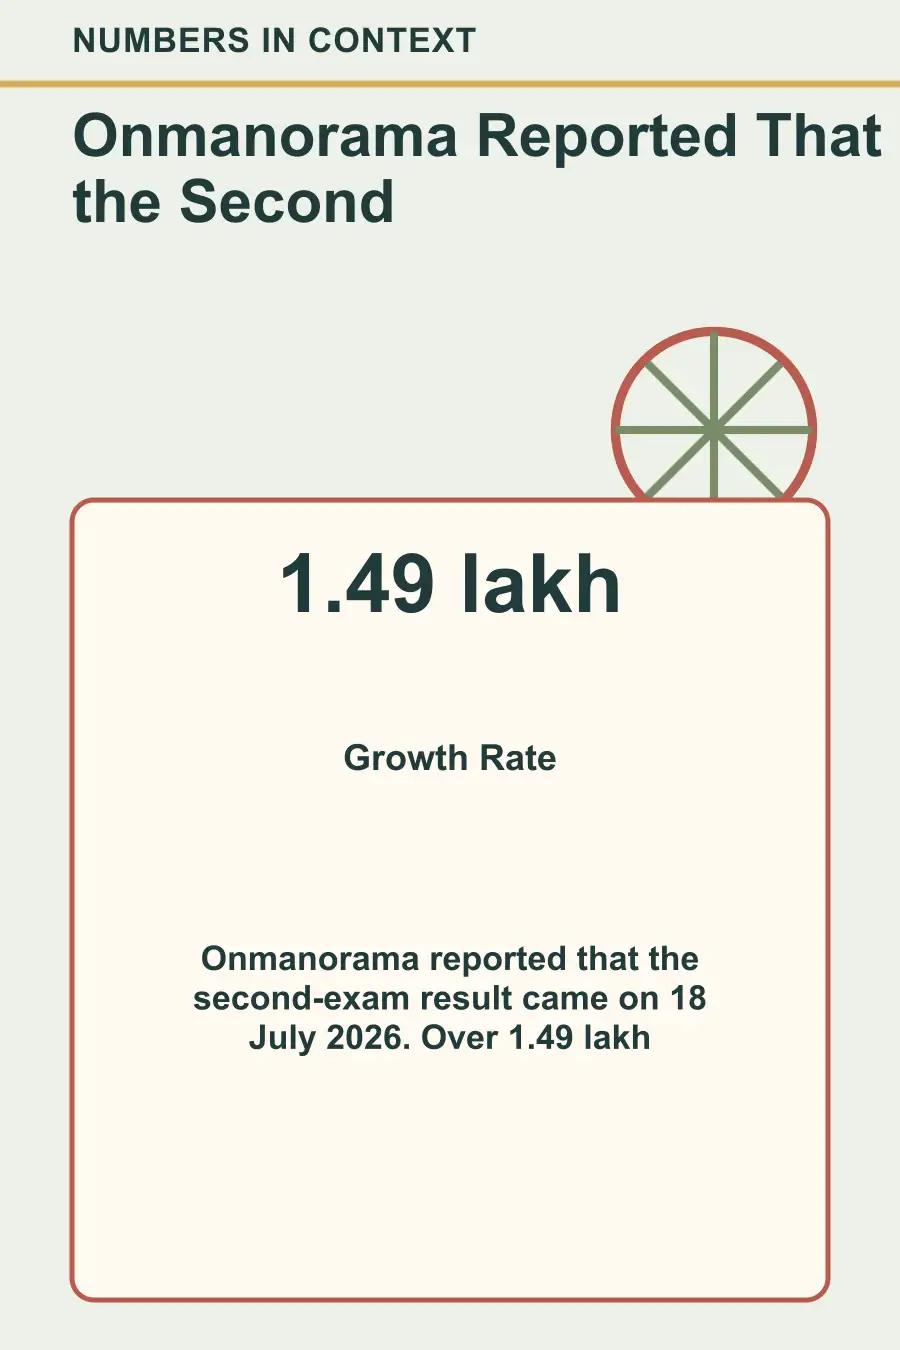 NUMBERS IN CONTEXT
Onmanorama Reported That
the Second
1.49 lakh
Growth Rate
Onmanorama reported that the
second-exam result came on 18
July 2026. Over 1.49 lakh